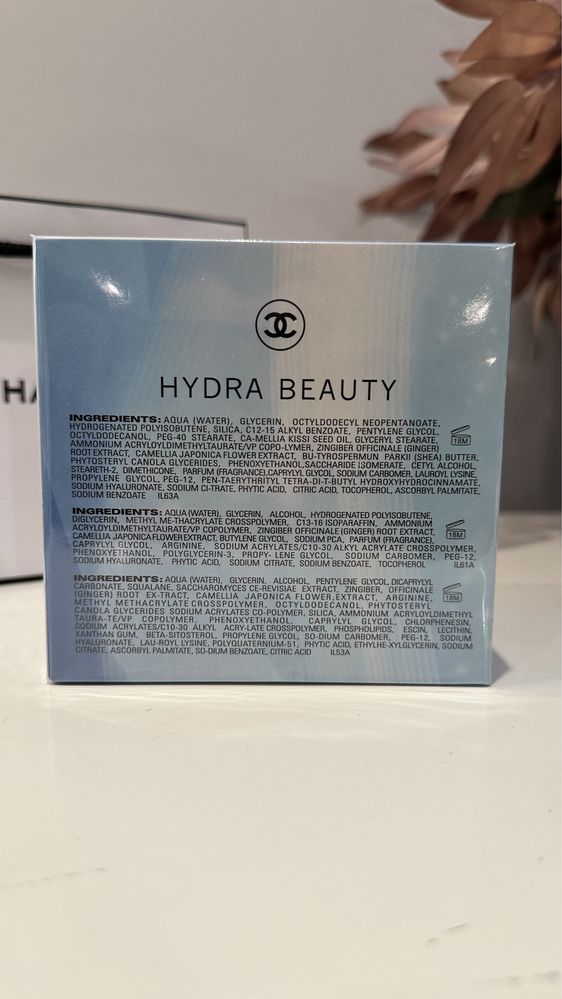 HA
HYDRA BEAUTY
INGREDIENTS: AQUA (WATER), GLYCERIN, OCTYLDODECYL NEOPENTANOATE,
HYDROGENATED POLYISOBUTENE, SILICA, C12-15 ALKYL BENZOATE, PENTYLENE GLYCOL,
OCTYLDODECANOL, PEG-40 STEARATE, CA-MELLIA KISSI SEED OIL, GLYCERYL STEARATE,
AMMONIUM ACRYLOYLDIMETHYLTAURATE/VP COPO-LYMER, ZINGIBER OFFICINALE (GINGER)
ROOT EXTRACT, CAMELLIA JAPONICA FLOWER EXTRACT, BU-TYROSPERMUN PARKII (SHEA) BUTTER,
PHYTOSTERYL CANOLA GLYCERIDES, PHENOXYETHANOL, SACCHARIDE ISOMERATE, CETYL ALCOHOL,
STEARETH-2, DIMETHICONE, PARFUM (FRAGRANCE), CAPRYLYL GLYCOL, SODIUM CARBOMER, LAUROYL LYSINE,
PROPYLENE GLYCOL, PEG-12, PEN-TAERYTHRITYL TETRA-DI-T-BUTYL HYDROXYHYDROCINNAMATE,
SODIUM HYALURONATE, SODIUM CI-TRATE, PHYTIC ACID, CITRIC ACID, TOCOPHEROL, ASCORBYL PALMITATE,
SODIUM BENZOATE IL63A
18M
INGREDIENTS: AQUA (WATER), GLYCERIN, ALCOHOL, HYDROGENATED POLYISOBUTENE,
DIGLYCERIN, METHYL ME-THACRYLATE CROSSPOLYMER, C13-16 ISOPARAFFIN, AMMONIUM
ACRYLOYLDIMETHYLTAURATE/VP COPOLYMER, ZINGIBER OFFICINALE (GINGER) ROOT EXTRACT,
CAMELLIA JAPONICA FLOWER EXTRACT, BUTYLENE GLYCOL, SODIUM PCA, PARFUM (FRAGRANCE),
CAPRYLYL GLYCOL, ARGININE, SODIUM ACRYLATES/C10-30 ALKYL ACRYLATE CROSSPOLYMER,
PHENOXYETHANOL, POLYGLYCERIN-3, PROPY- LENE GLYCOL, SODIUM CARBOMER, PEG-12,
SODIUM HYALURONATE, PHYTIC ACID, SODIUM CITRATE, SODIUM BENZOATE, TOCOPHEROL IL61A
18M
INGREDIENTS: AQUA (WATER), GLYCERIN, ALCOHOL, PENTYLENE GLYCOL, DICAPRYLYL
CARBONATE, SQUALANE, SACCHAROMYCES CE-REVISIAE EXTRACT, ZINGIBER, OFFICINALE
(GINGER) ROOT EX-TRACT, CAMELLIA JAPONICA FLOWER, EXTRACT, ARGININE,
METHYL METHACRYLATE CROSSPOLYMER, OCTYLDODECANOL, PHYTOSTERYL
CANOLA GLYCERIDES SODIUM ACRYLATES CO-POLYMER, SILICA, AMMONIUM ACRYLOYLDIMETHYL
TAURA-TE/VP COPOLYMER, PHENOXYETHANOL, CAPRYLYL GLYCOL, CHLORPHENESIN,
SODIUM ACRYLATES/C10-30 ALKYL ACRY-LATE CROSSPOLYMER, PHOSPHOLIPIDS, ESCIN, LECITHIN,
XANTHAN GUM, BETA-SITOSTEROL, PROPYLENE GLYCOL, SO-DIUM CARBOMER, PEG-12, SODIUM
HYALURONATE, LAU-ROYL LYSINE, POLYQUATERNIUM-51, PHYTIC ACID, ETHYLHE-XYLGLYCERIN, SODIUM
CITRATE, ASCORBYL PALMITATE, SO-DIUM BENZOATE, CITRIC ACID IL53A
18M